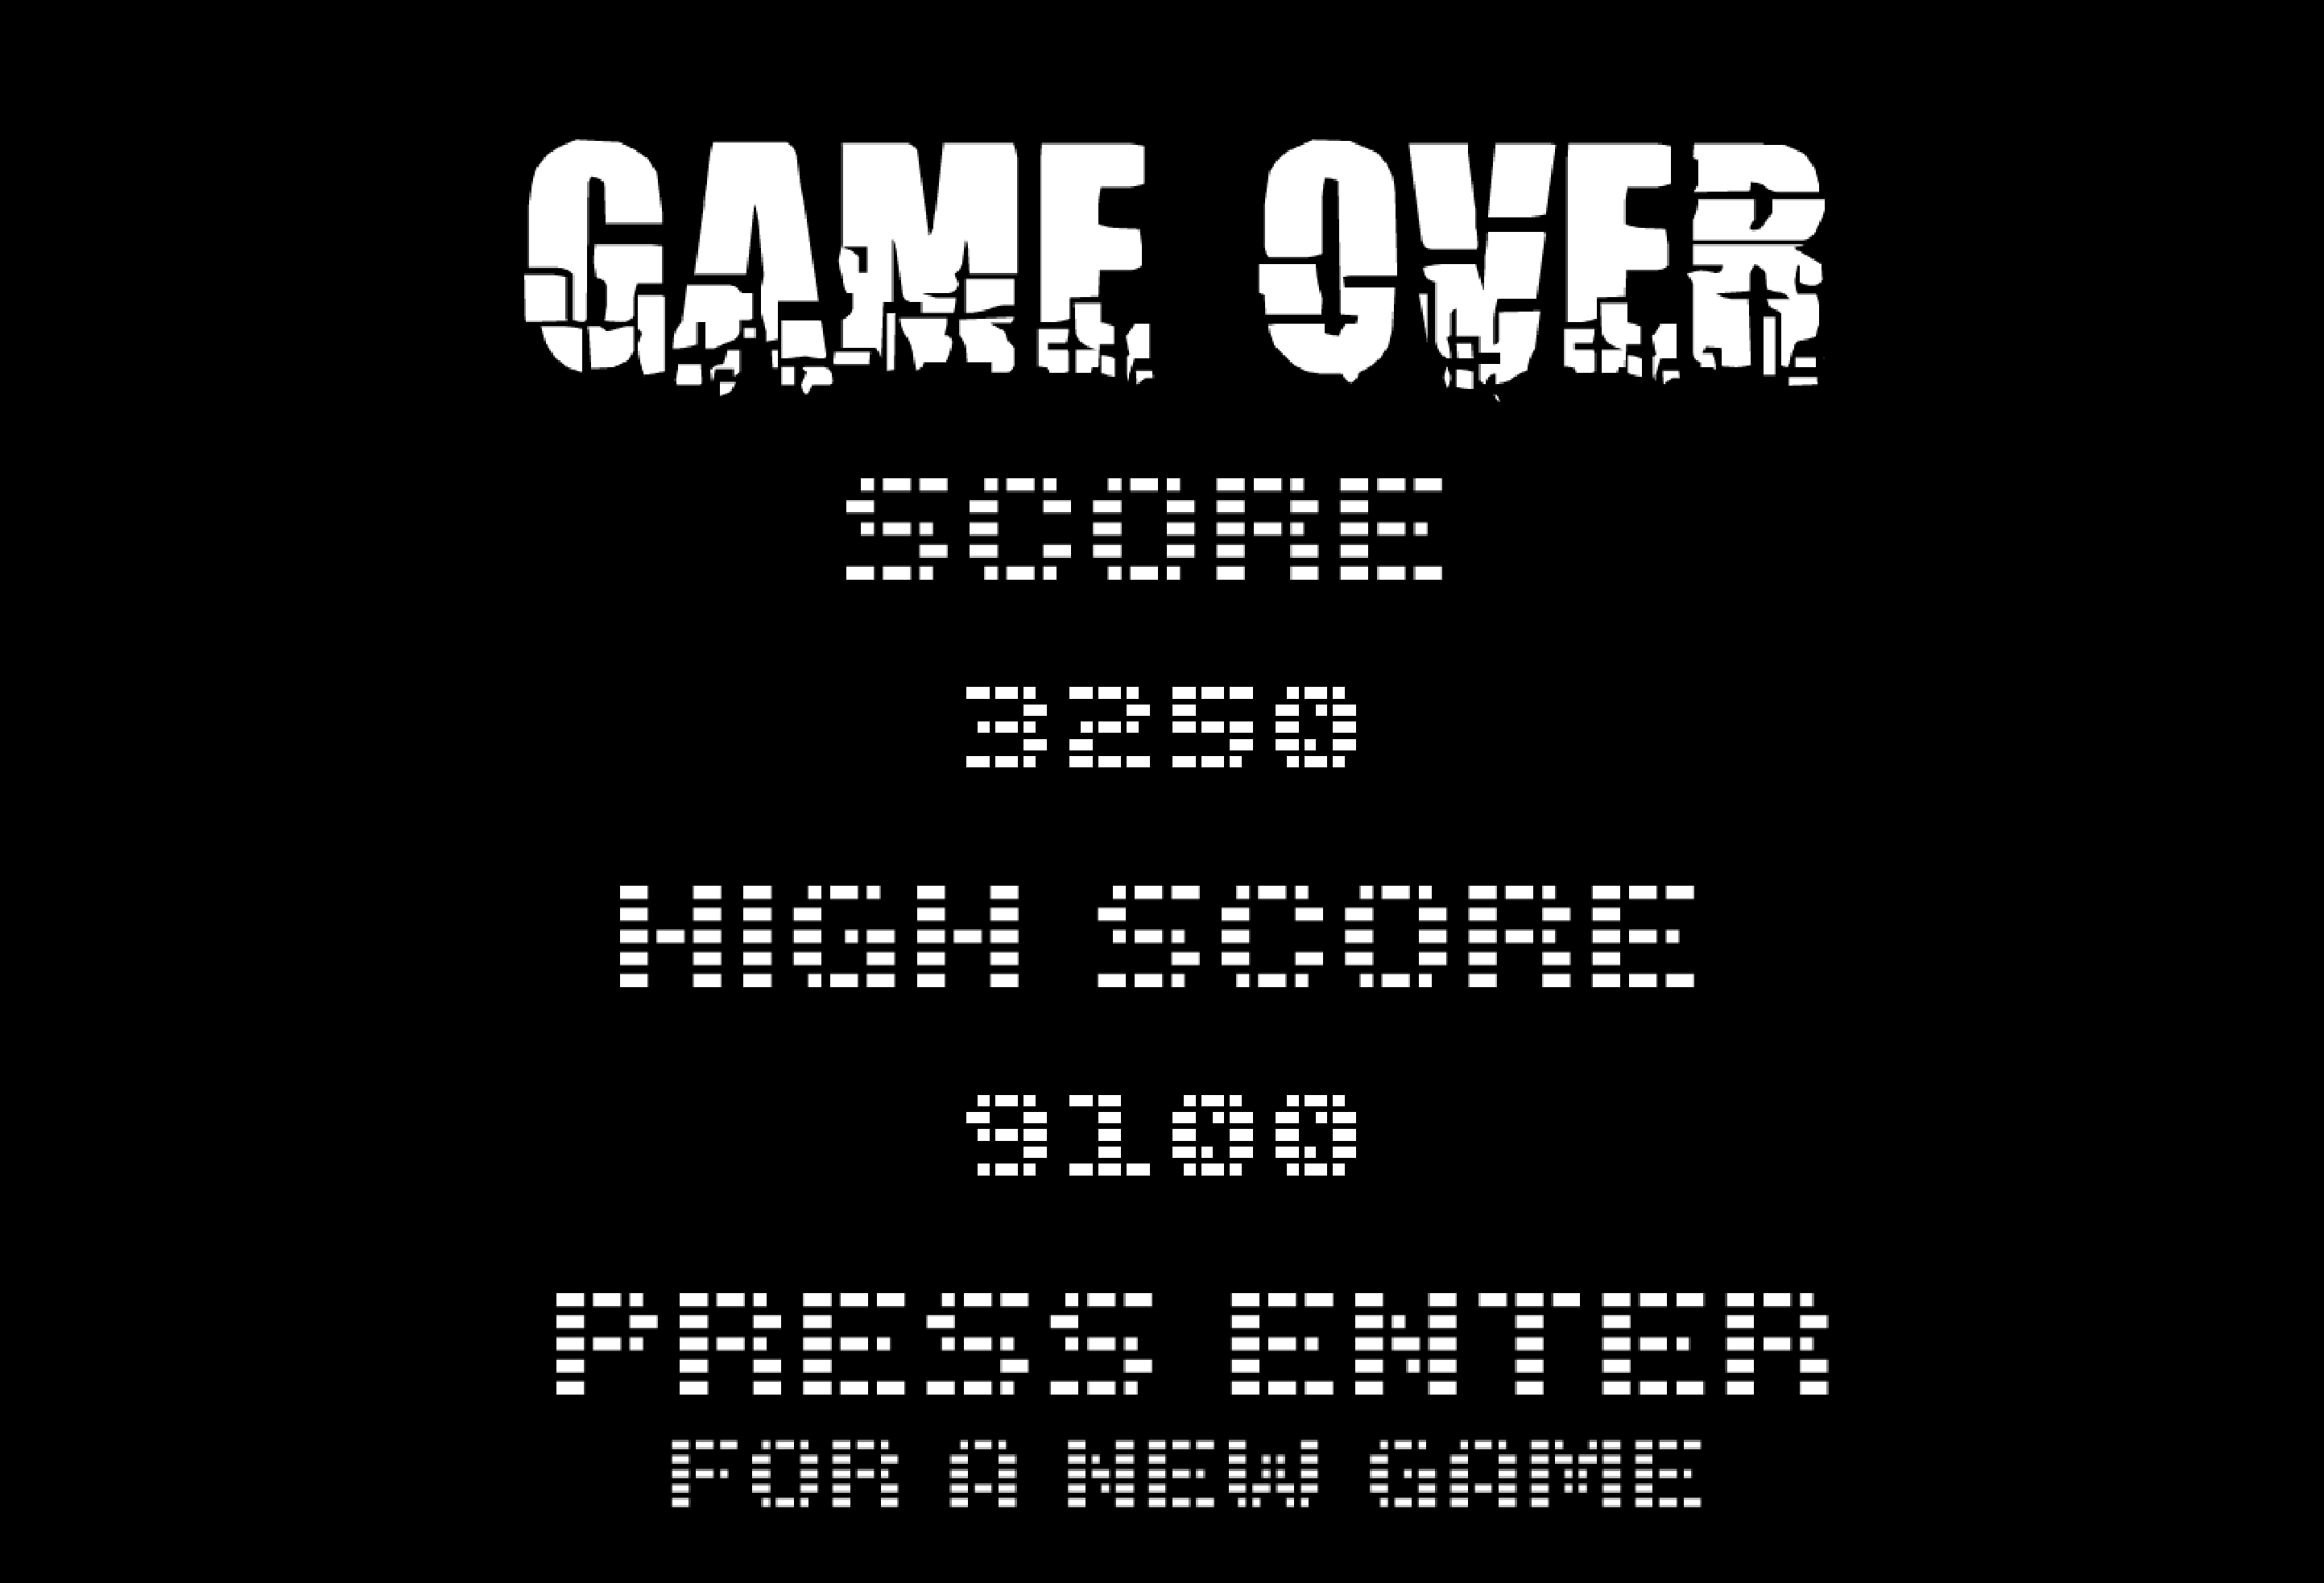 GAME OVER
SCORE
3250
HIGH SCORE
9100
PRESS ENTER
FOR A NEW GAME